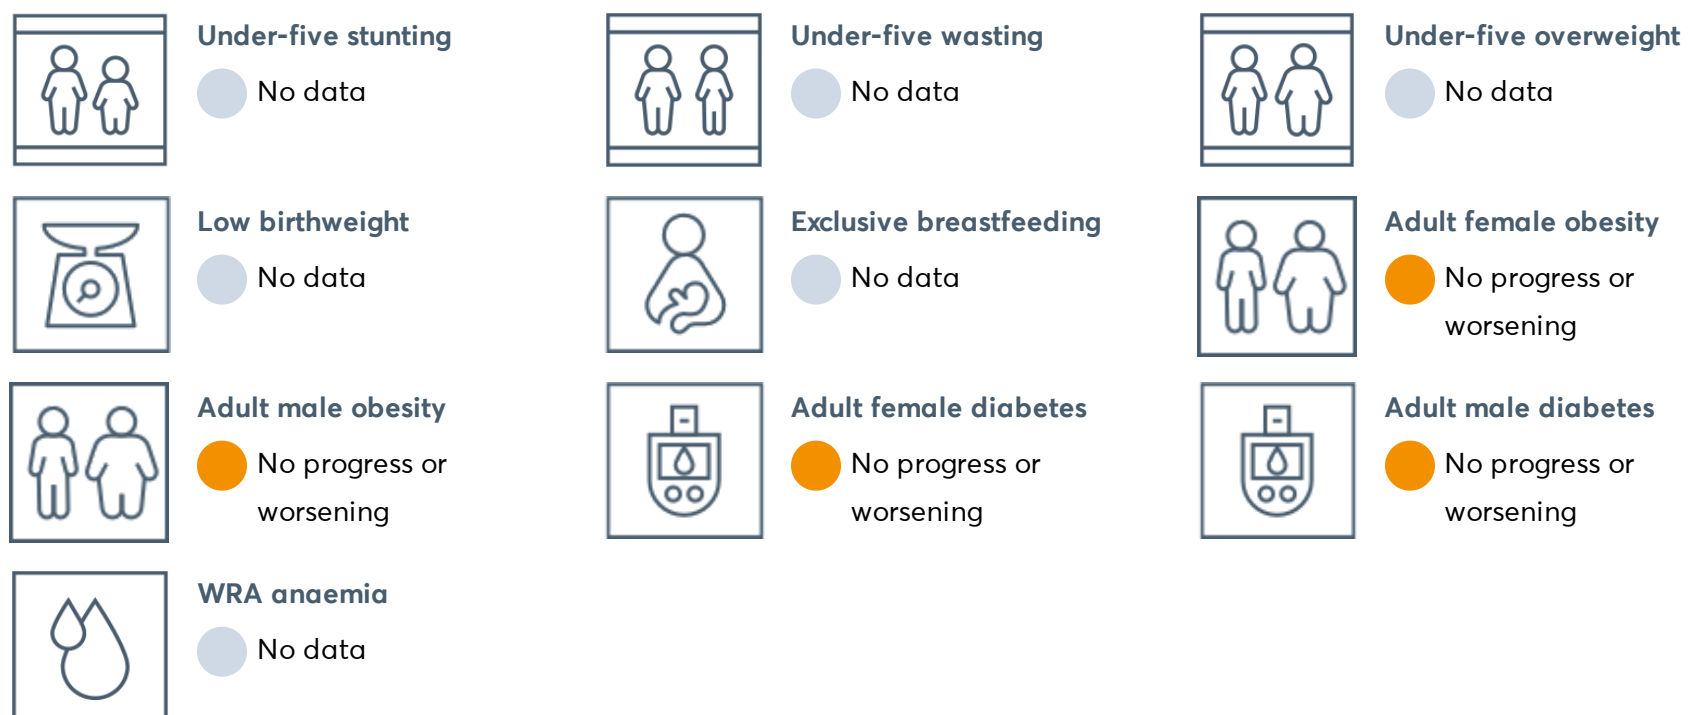 Under-five stunting
No data
Under-five wasting
No data
Under-five overweight
No data
Low birthweight
No data
Exclusive breastfeeding
No data
Adult female obesity
No progress or
worsening
Adult male obesity
No progress or
worsening
Adult female diabetes
No progress or
worsening
Adult male diabetes
No progress or
worsening
WRA anaemia
No data